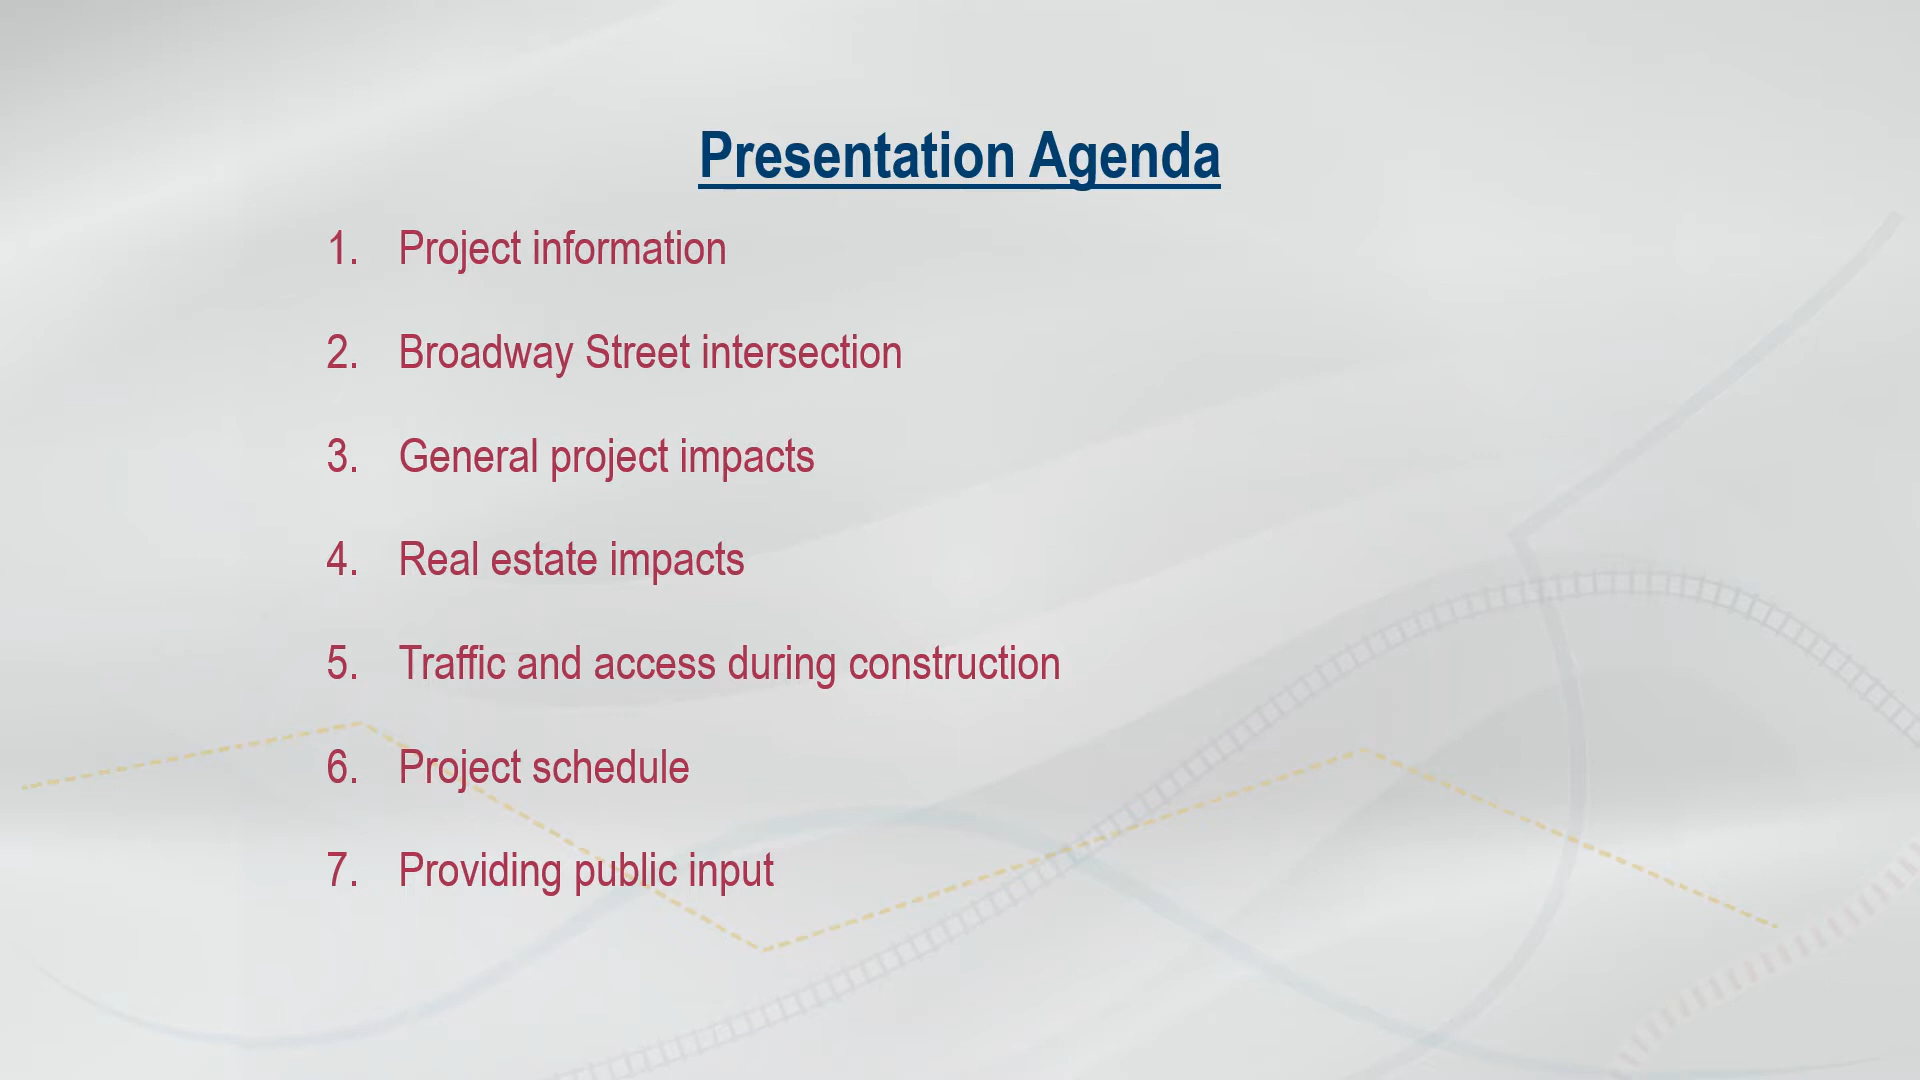 Presentation Agenda
1. Project information
2. Broadway Street intersection
3. General project impacts
4. Real estate impacts
5. Traffic and access during construction
6. Project schedule
7. Providing public input